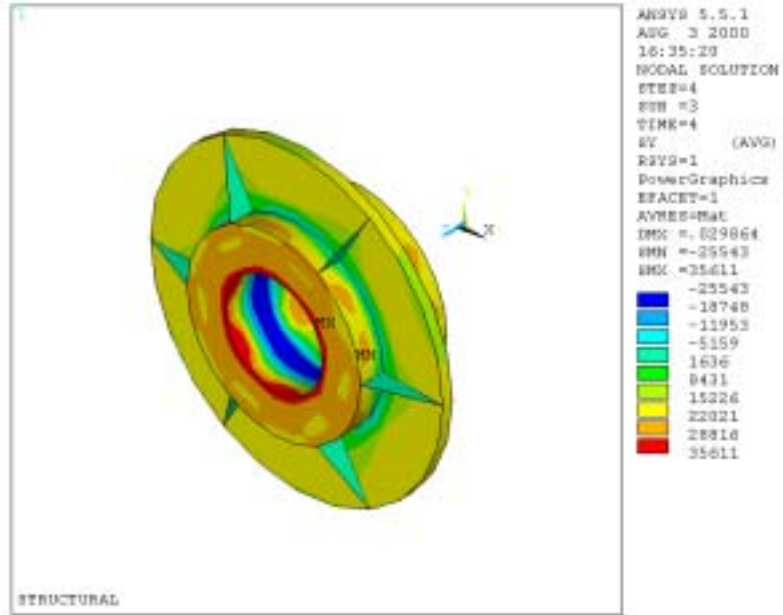 1
ANSYS 5.5.1
AUG 3 2000
16:35:20
NODAL SOLUTION
STEP=4
SUB =3
TIME=4
SY (AVG)
RSYS=1
PowerGraphics
EFACET=1
AVRES=Mat
DMX =.029864
SMN =-25543
SMX =35611
-25543
-18748
-11953
-5159
1636
8431
15226
22021
28816
35611
Y
Z X
MX
MN
STRUCTURAL